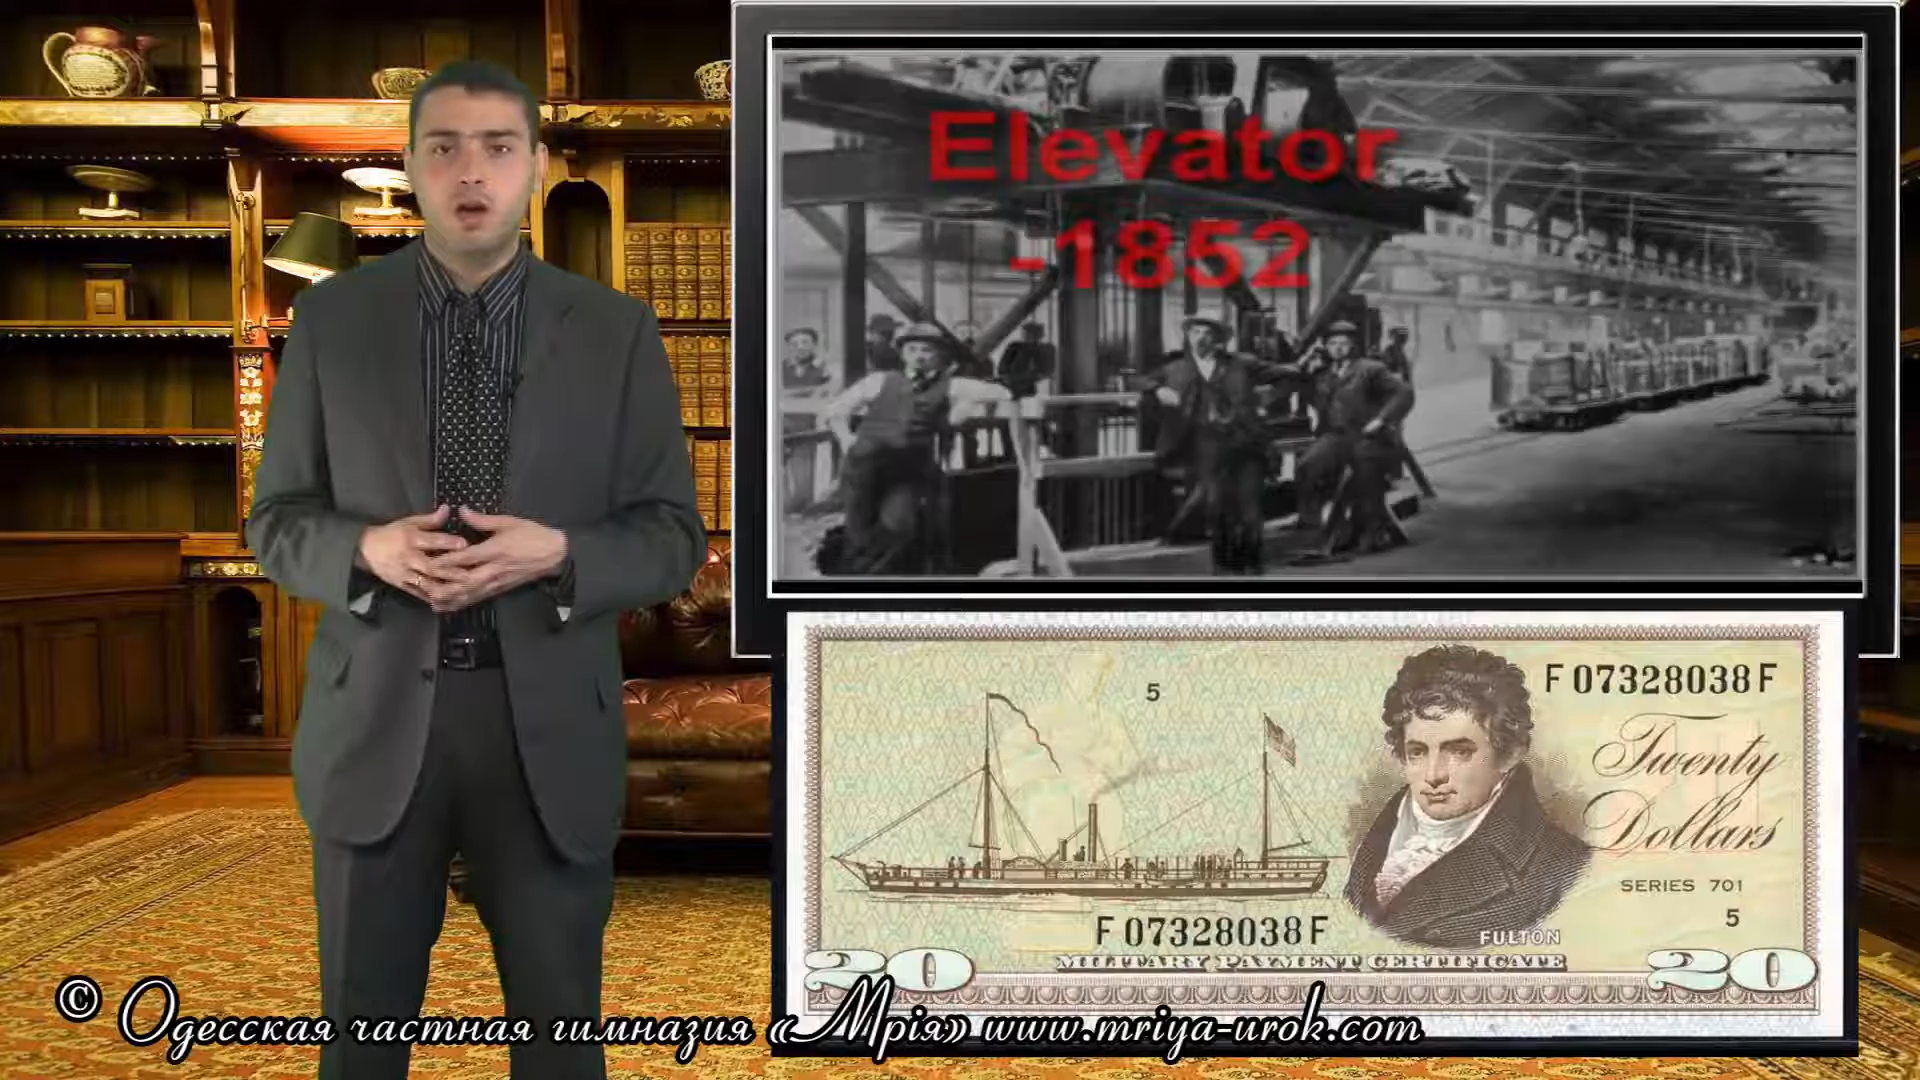 Elevator
-1852
F 07328038 F
5
Twenty
Dollars
SERIES 701
5
F 07328038 F
FULTON
MILITARY PAYMENT CERTIFICATE
20
20
© Одесская частная гимназия «Мрія» www.mriya-urok.com